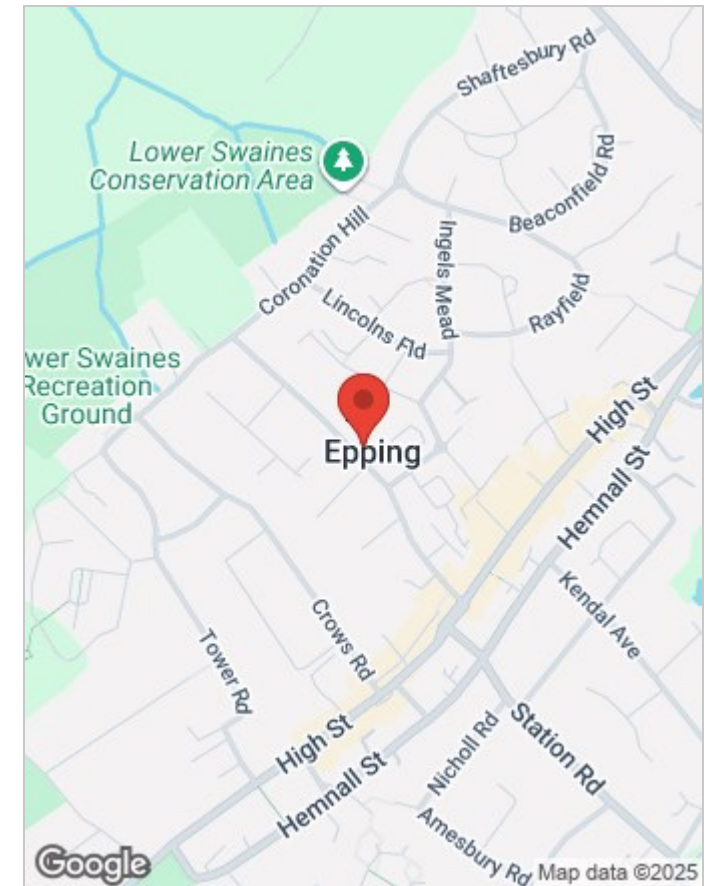 Shaftesbury Rd
Lower Swaines
Conservation Area
Beaconfield Rd
Ingels Mead
Coronation Hill
Lincolns Fld
Rayfield
wer Swaines
Recreation
Ground
Epping
High St
Hemnall St
Kendal Ave
Crows Rd
Tower Rd
Station Rd
High St
Nicholl Rd
Hemnall St
Amesbury Rd
Google
Map data ©2025